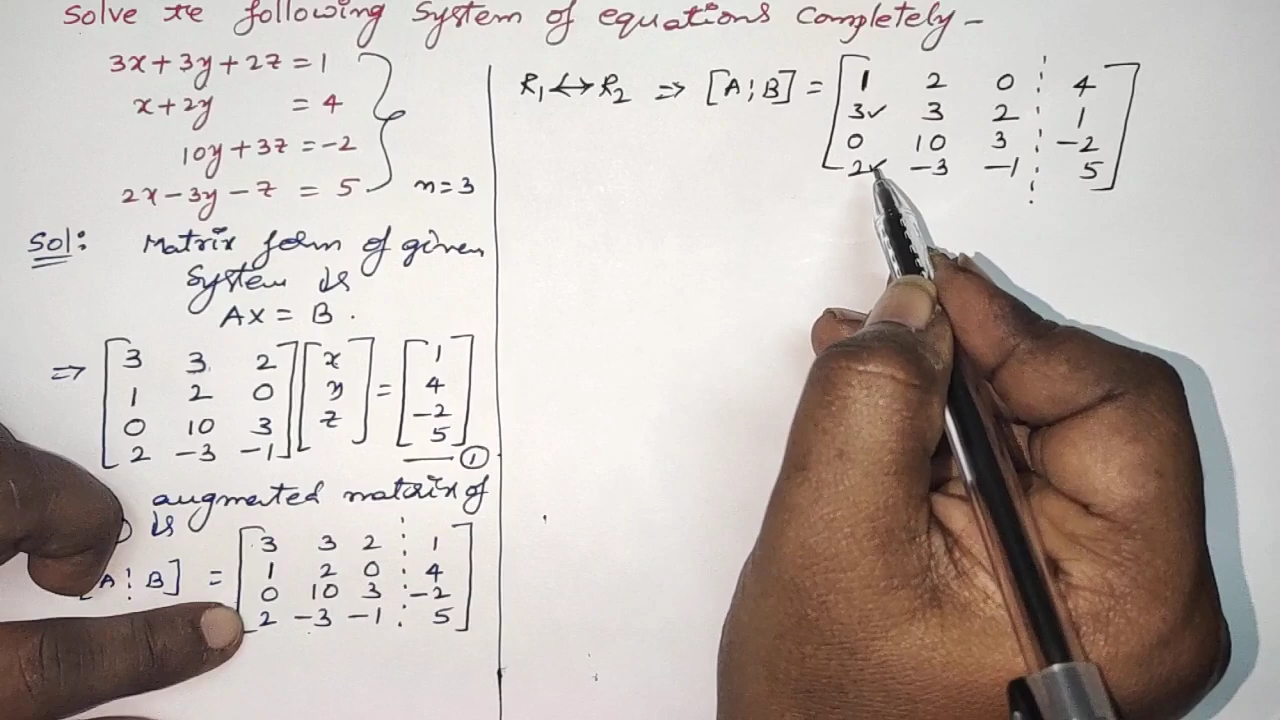 Solve the following System of equations Completely -
3x + 3y + 2z = 1
x + 2y = 4
10y + 3z = -2
2x - 3y - z = 5 n = 3
Sol: Matrix form of given
System is
AX = B .
⇒ [ 3 3 2 ] [ x ] = [ 1 ]
1 2 0 y 4
0 10 3 z -2
2 -3 -1 5
①
augmented matrix of
is
[A ⋮ B] = [ 3 3 2 ⋮ 1 ]
1 2 0 ⋮ 4
0 10 3 ⋮ -2
2 -3 -1 ⋮ 5
R₁ ↔ R₂ ⇒ [A ⋮ B] = [ 1 2 0 ⋮ 4 ]
3✓ 3 2 ⋮ 1
0 10 3 ⋮ -2
2✓ -3 -1 ⋮ 5